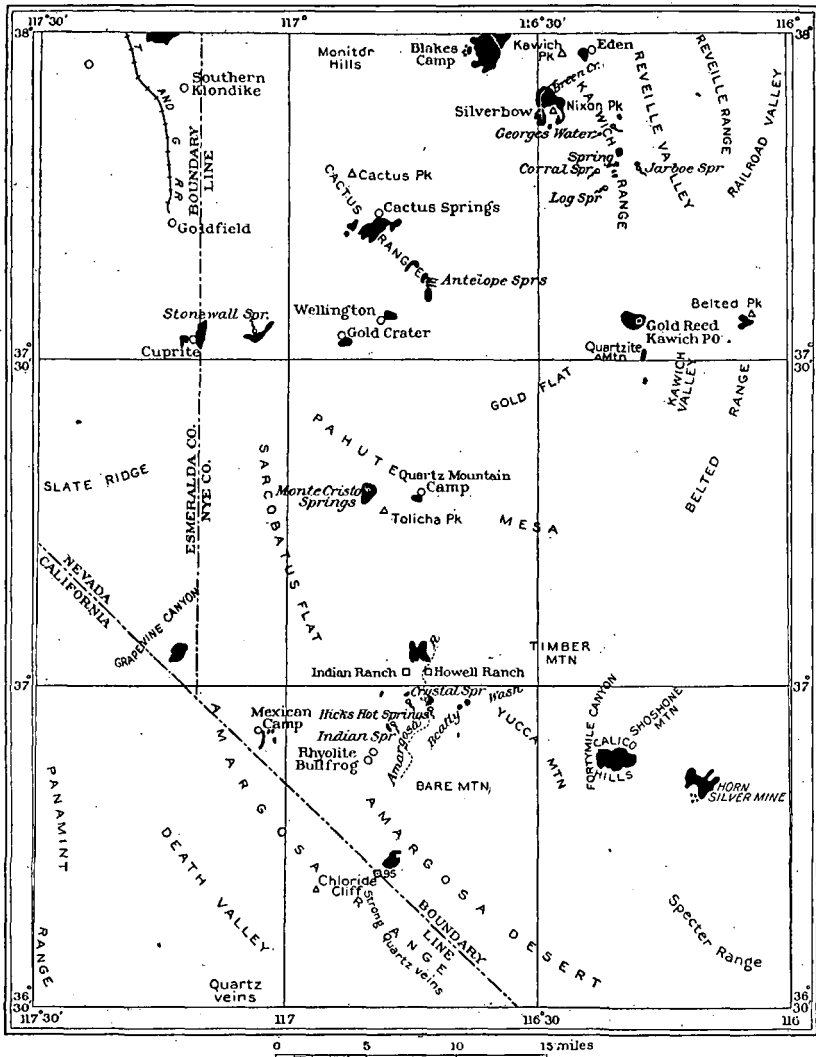 117°30'
117°
116°30'
116°
38°
38°
T AND G RR
Southern
Klondike
BOUNDARY
LINE
Goldfield
Monitor
Hills
Blakes
Camp
Kawich
Pk
Eden
Breen Cr.
Silverbow
Nixon Pk
Georges Water
KAWICH
RANGE
Spring
Corral Spr
Log Spr
Jarboe Spr
REVEILLE VALLEY
REVEILLE
RANGE
RAILROAD VALLEY
Cactus Pk
CACTUS
RANGE
Cactus Springs
Antelope Sprs
Stonewall Spr.
Cuprite
Wellington
Gold Crater
Belted Pk
Gold Reed
Kawich PO
Quartzite
Mtn
37°
30'
37°
30'
KAWICH
VALLEY
BELTED RANGE
GOLD FLAT
PAHUTE
MESA
SLATE RIDGE
ESMERALDA CO.
NYE CO.
SARCOBATUS FLAT
Monte Cristo
Springs
Quartz Mountain
Camp
Tolicha Pk
NEVADA
CALIFORNIA
GRAPEVINE CANYON
TIMBER
MTN
Indian Ranch
Howell Ranch
R
37°
37°
Crystal Spr
Hicks Hot Springs
Indian Spr
Amargosa
Beatty
Wash
Mexican
Camp
Rhyolite
Bullfrog
BARE MTN
YUCCA
MTN
FORTYMILE CANYON
CALICO
HILLS
SHOSHONE
MTN
HORN
SILVER MINE
PANAMINT
RANGE
DEATH VALLEY
AMARGOSA RANGE
AMARGOSA DESERT
95
Chloride
Cliff
Strong
Quartz veins
BOUNDARY
LINE
Specter Range
Quartz
veins
36°
30'
36°
30'
117°30'
117°
116°30'
116°
0 5 10 15 miles